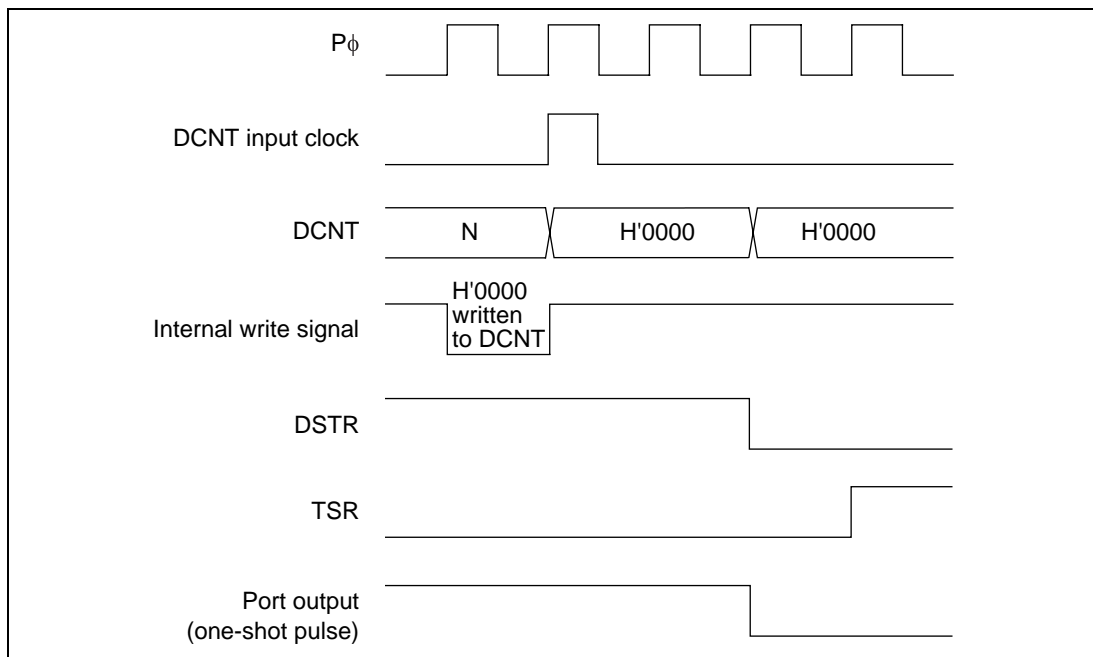 Pϕ
DCNT input clock
DCNT
N
H'0000
H'0000
Internal write signal
H'0000
written
to DCNT
DSTR
TSR
Port output
(one-shot pulse)